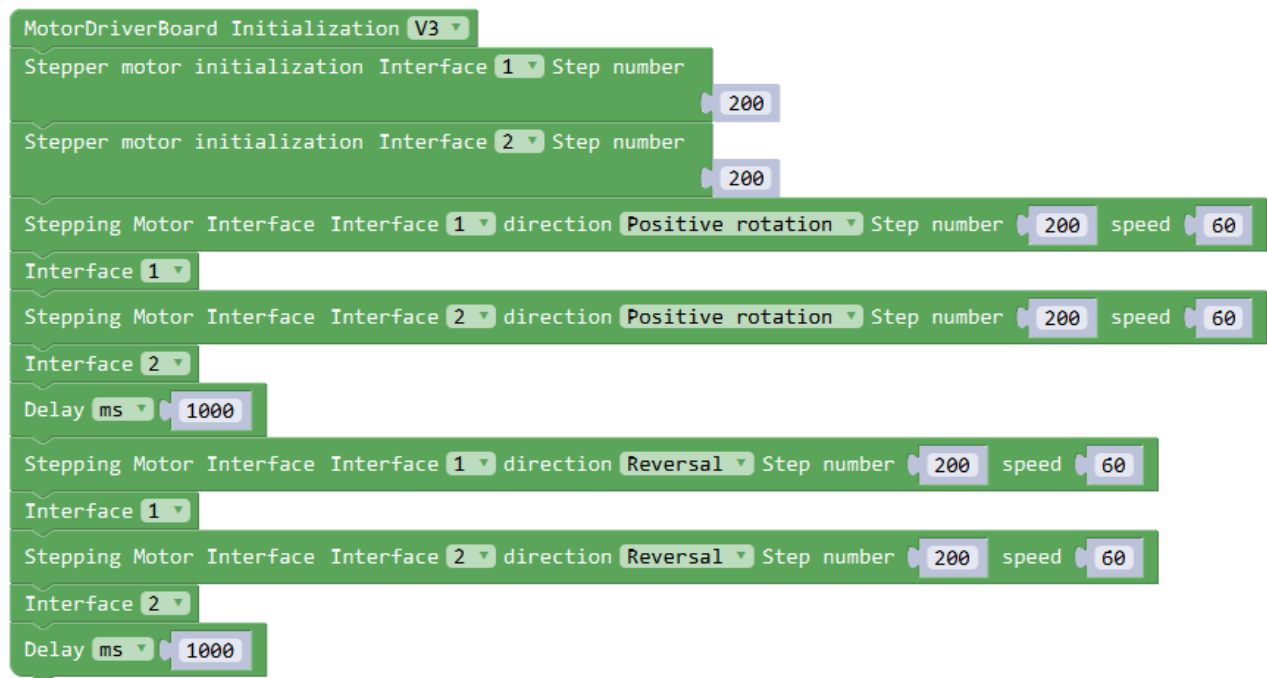 MotorDriverBoard Initialization V3
Stepper motor initialization Interface 1 Step number
200
Stepper motor initialization Interface 2 Step number
200
Stepping Motor Interface Interface 1 direction Positive rotation Step number 200 speed 60
Interface 1
Stepping Motor Interface Interface 2 direction Positive rotation Step number 200 speed 60
Interface 2
Delay ms 1000
Stepping Motor Interface Interface 1 direction Reversal Step number 200 speed 60
Interface 1
Stepping Motor Interface Interface 2 direction Reversal Step number 200 speed 60
Interface 2
Delay ms 1000